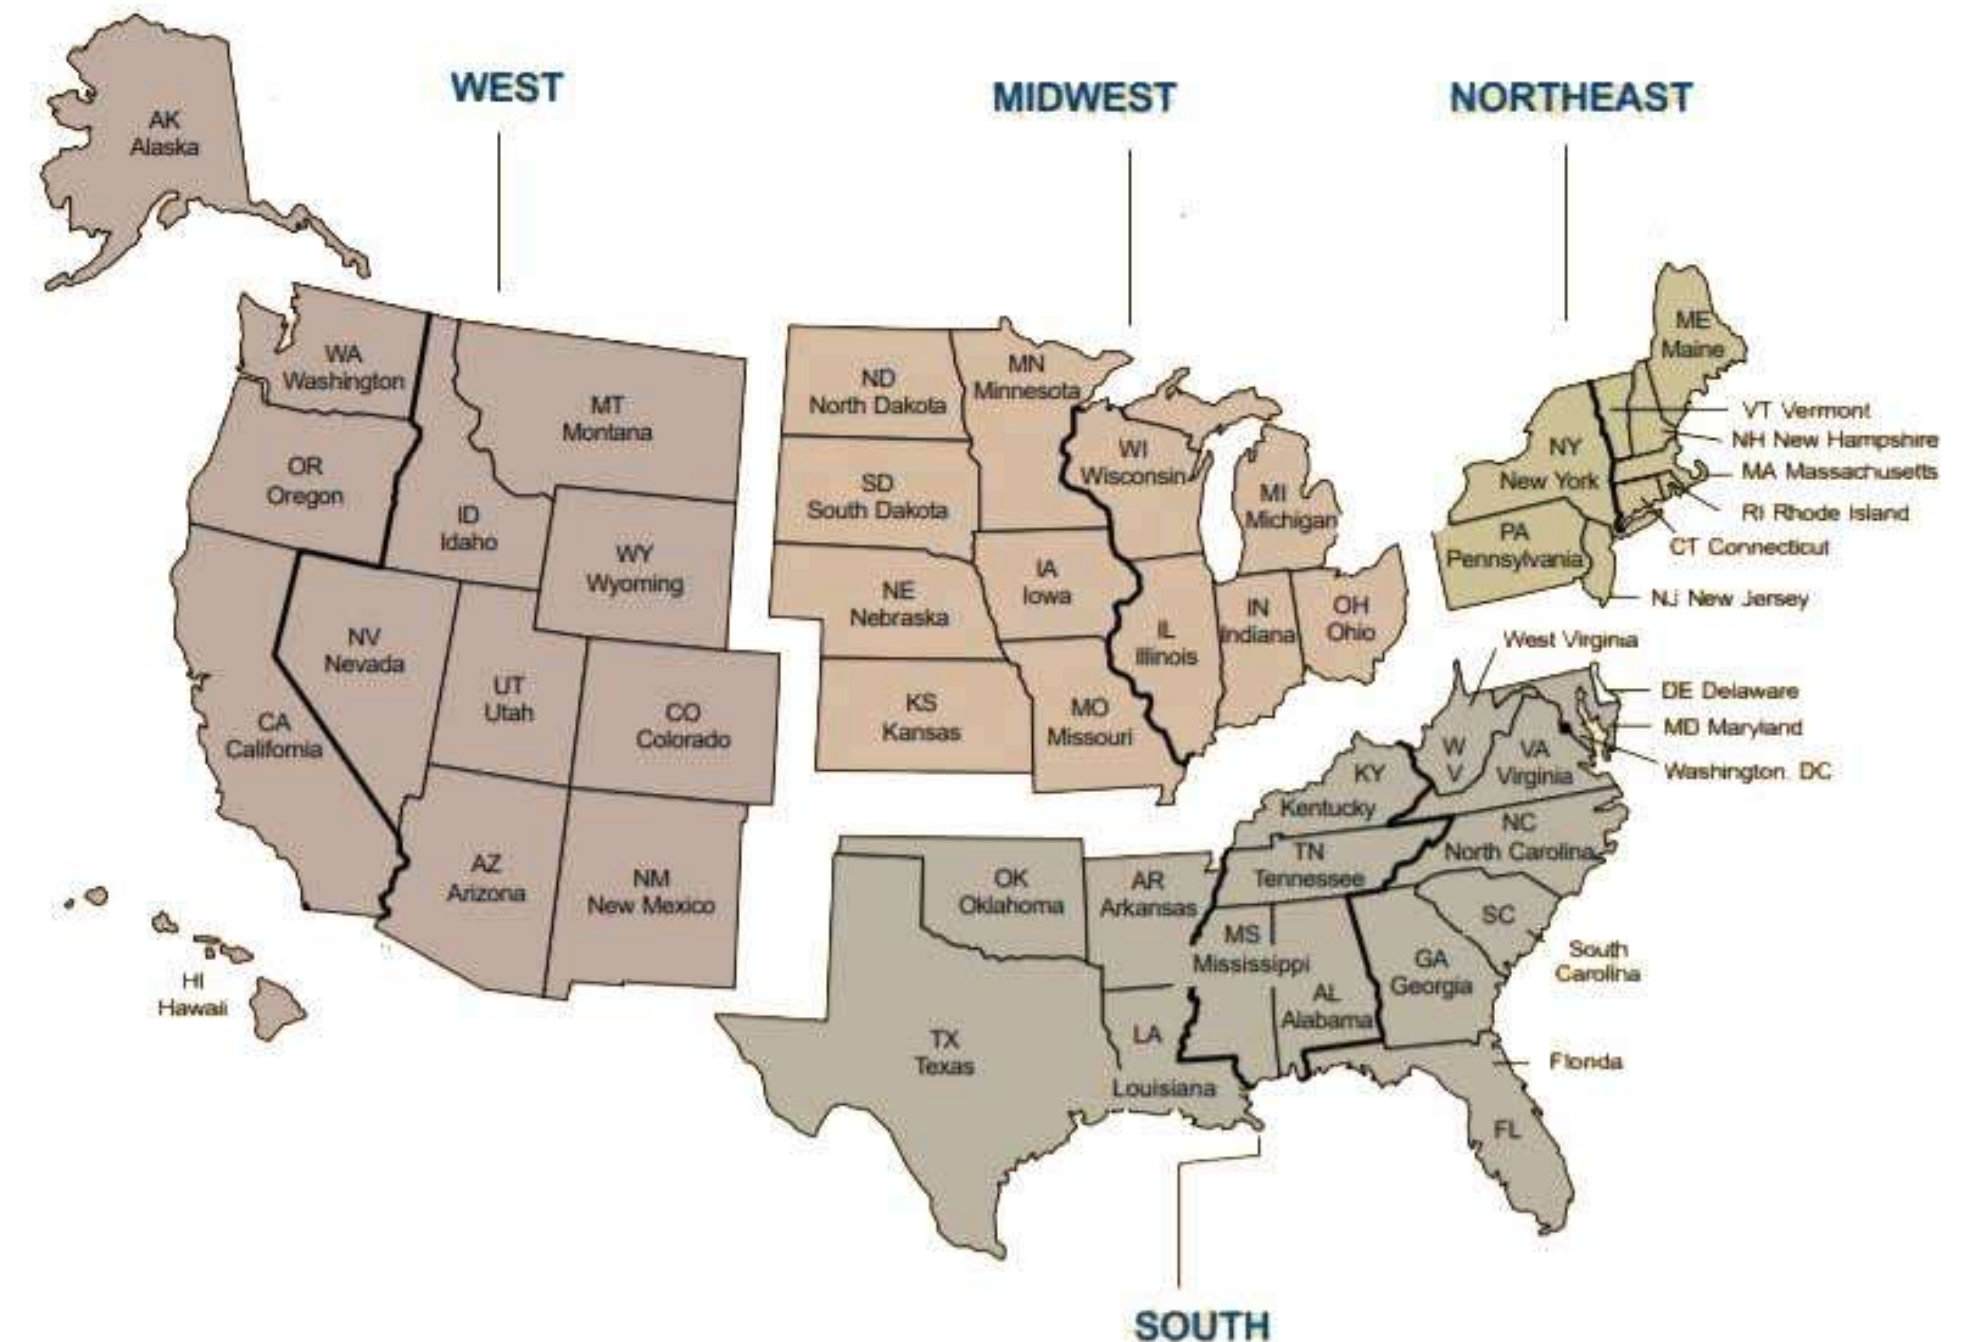 WEST
MIDWEST
NORTHEAST
AK
Alaska
WA
Washington
MT
Montana
OR
Oregon
ID
Idaho
WY
Wyoming
NV
Nevada
UT
Utah
CO
Colorado
CA
California
AZ
Arizona
NM
New Mexico
HI
Hawaii
ND
North Dakota
MN
Minnesota
SD
South Dakota
WI
Wisconsin
MI
Michigan
NE
Nebraska
IA
Iowa
IL
Illinois
IN
Indiana
OH
Ohio
KS
Kansas
MO
Missouri
ME
Maine
VT Vermont
NH New Hampshire
NY
New York
MA Massachusetts
RI Rhode Island
CT Connecticut
PA
Pennsylvania
NJ New Jersey
West Virginia
DE Delaware
MD Maryland
Washington. DC
W
V
VA
Virginia
KY
Kentucky
NC
North Carolina
TN
Tennessee
OK
Oklahoma
AR
Arkansas
MS
Mississippi
AL
Alabama
GA
Georgia
SC
South
Carolina
TX
Texas
LA
Louisiana
Florida
FL
SOUTH